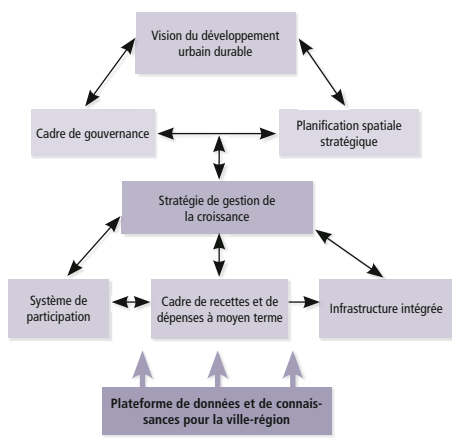 Vision du développement
urbain durable
Cadre de gouvernance
Planification spatiale
stratégique
Stratégie de gestion de
la croissance
Système de
participation
Cadre de recettes et de
dépenses à moyen terme
Infrastructure intégrée
Plateforme de données et de connais-
sances pour la ville-région